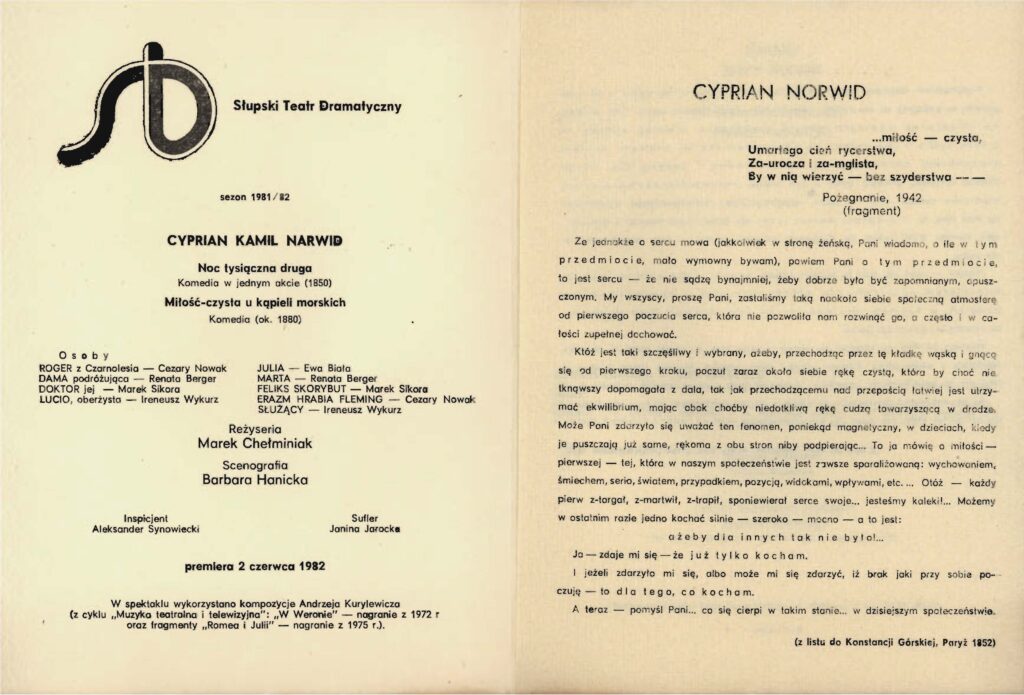 Słupski Teatr Dramatyczny
sezon 1981/82
CYPRIAN KAMIL NARWID
Noc tysiączna druga
Komedia w jednym akcie (1850)
Miłość-czysta u kąpieli morskich
Komedia (ok. 1880)
Osoby
ROGER z Czarnolesia — Cezary Nowak
DAMA podróżująca — Renata Berger
DOKTOR jej — Marek Sikora
LUCIO, oberżysta — Ireneusz Wykurz
JULIA — Ewa Biała
MARTA — Renata Berger
FELIKS SKORYBUT — Marek Sikora
ERAZM HRABIA FLEMING — Cezary Nowak
SŁUŻĄCY — Ireneusz Wykurz
Reżyseria
Marek Chełminiak
Scenografia
Barbara Hanicka
Inspicjent
Aleksander Synowiecki
Sufler
Janina Jarocka
premiera 2 czerwca 1982
W spektaklu wykorzystano kompozycje Andrzeja Kurylewicza
(z cyklu „Muzyka teatralna i telewizyjna": „W Weronie" — nagranie z 1972 r
oraz fragmenty „Romea i Julii" — nagranie z 1975 r.).
CYPRIAN NORWID
...miłość — czysta,
Umarłego cień rycerstwa,
Za-urocza i za-mglista,
By w nią wierzyć — bez szyderstwa — —
Pożegnanie, 1942
(fragment)
Ze jednakże o sercu mowa (jakkolwiek w stronę żeńską, Pani wiadomo, o ile w tym
przedmiocie, mało wymowny bywam), powiem Pani o tym przedmiocie,
to jest sercu — że nie sądzę bynajmniej, żeby dobrze było być zapomnianym, opusz-
czonym. My wszyscy, proszę Pani, zastaliśmy taką naokoło siebie społeczną atmosferę
od pierwszego poczucia serca, która nie pozwoliła nam rozwinąć go, a często i w ca-
łości zupełnej dochować.
Któż jest taki szczęśliwy i wybrany, ażeby, przechodząc przez tę kładkę wąską i gnącą
się od pierwszego kroku, poczuł zaraz około siebie rękę czystą, która by choć nie
tknąwszy dopomagała z dala, tak jak przechodzącemu nad przepaścią łatwiej jest utrzy-
mać ekwilibrium, mając obok choćby niedotkliwą rękę cudzą towarzyszącą w drodze.
Może Pani zdarzyło się uważać ten fenomen, poniekąd magnetyczny, w dzieciach, kiedy
je puszczają już same, rękoma z obu stron niby podpierając... To ja mówię o miłości —
pierwszej — tej, która w naszym społeczeństwie jest zawsze sparaliżowaną: wychowaniem,
śmiechem, serio, światem, przypadkiem, pozycją, widokami, wpływami, etc. ... Otóż — każdy
pierw z-targał, z-martwił, z-trapił, sponiewierał serce swoje... jesteśmy kaleki!... Możemy
w ostatnim razie jedno kochać silnie — szeroko — mocno — a to jest:
ażeby dla innych tak nie było!...
Ja — zdaje mi się — że już tylko kocham.
I jeżeli zdarzyło mi się, albo może mi się zdarzyć, iż brak jaki przy sobie po-
czuję — to dla tego, co kocham.
A teraz — pomyśl Pani... co się cierpi w takim stanie... w dzisiejszym społeczeństwie.
(z listu do Konstancji Górskiej, Paryż 1852)